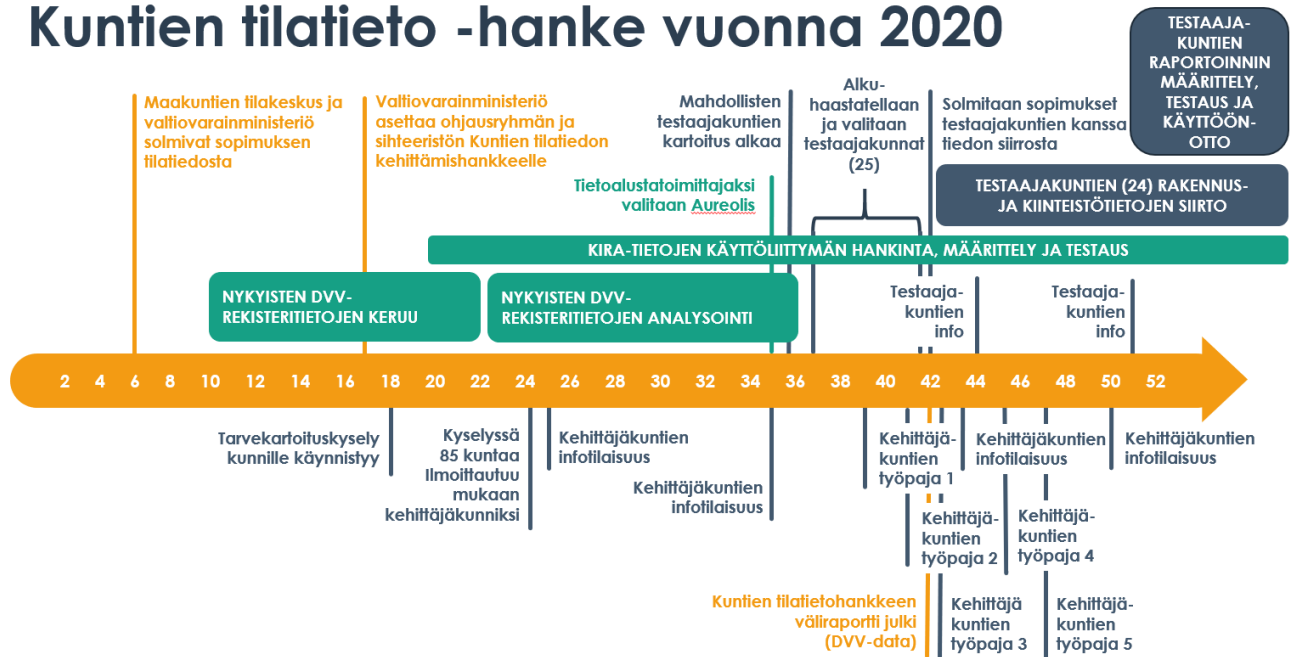 Kuntien tilatieto -hanke vuonna 2020
TESTAAJA-
KUNTIEN
RAPORTOINNIN
MÄÄRITTELY,
TESTAUS JA
KÄYTTÖÖN-
OTTO
Maakuntien tilakeskus ja
valtiovarainministeriö
solmivat sopimuksen
tilatiedosta
Valtiovarainministeriö
asettaa ohjausryhmän ja
sihteeristön Kuntien tilatiedon
kehittämishankkeelle
Mahdollisten
testaajakuntien
kartoitus alkaa
Alku-
haastatellaan
ja valitaan
testaajakunnat
(25)
Solmitaan sopimukset
testaajakuntien kanssa
tiedon siirrosta
Tietoalustatoimittajaksi
valitaan Aureolis
TESTAAJAKUNTIEN (24) RAKENNUS-
JA KIINTEISTÖTIETOJEN SIIRTO
KIRA-TIETOJEN KÄYTTÖLIITTYMÄN HANKINTA, MÄÄRITTELY JA TESTAUS
NYKYISTEN DVV-
REKISTERITIETOJEN KERUU
NYKYISTEN DVV-
REKISTERITIETOJEN ANALYSOINTI
Testaaja-
kuntien
info
Testaaja-
kuntien
info
2 4 6 8 10 12 14 16 18 20 22 24 26 28 30 32 34 36 38 40 42 44 46 48 50 52
Tarvekartoituskysely
kunnille käynnistyy
Kyselyssä
85 kuntaa
Ilmoittautuu
mukaan
kehittäjäkunniksi
Kehittäjäkuntien
infotilaisuus
Kehittäjäkuntien
infotilaisuus
Kehittäjä-
kuntien
työpaja 1
Kehittäjäkuntien
infotilaisuus
Kehittäjäkuntien
infotilaisuus
Kehittäjä-
kuntien
työpaja 2
Kehittäjä-
kuntien
työpaja 4
Kuntien tilatietohankkeen
väliraportti julki
(DVV-data)
Kehittäjä
kuntien
työpaja 3
Kehittäjä-
kuntien
työpaja 5